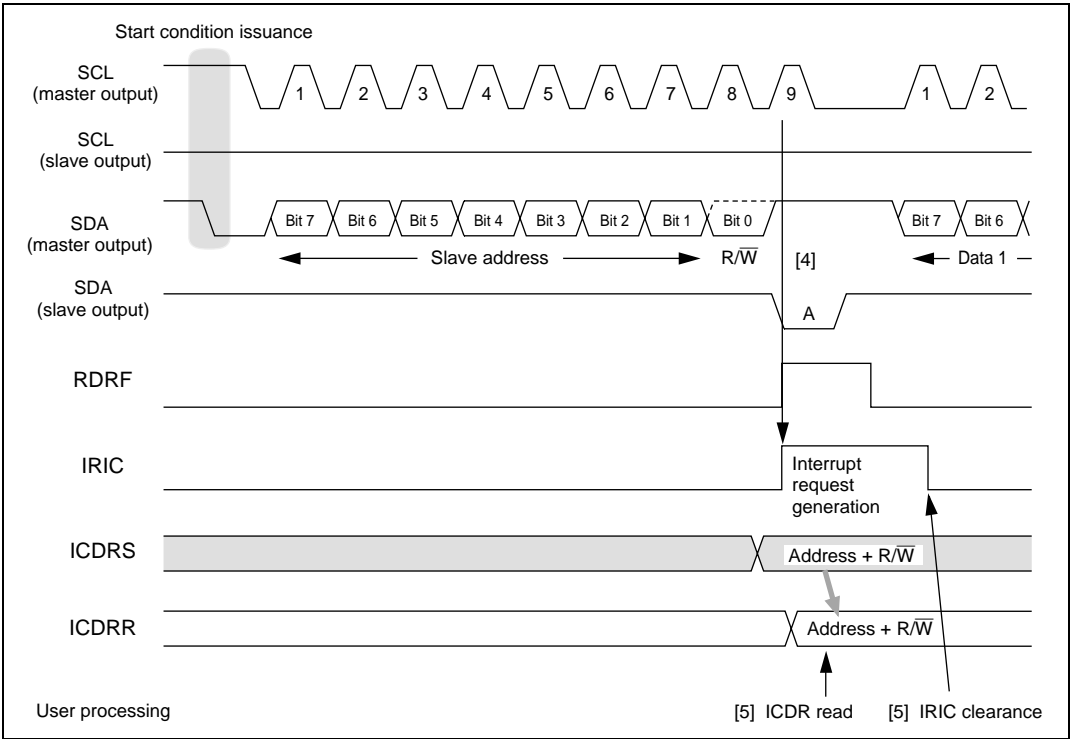 Start condition issuance
SCL
(master output)
1 2 3 4 5 6 7 8 9 1 2
SCL
(slave output)
SDA
(master output)
Bit 7 Bit 6 Bit 5 Bit 4 Bit 3 Bit 2 Bit 1 Bit 0 Bit 7 Bit 6
Slave address R/W̅ [4] Data 1
SDA
(slave output)
A
RDRF
IRIC
Interrupt
request
generation
ICDRS
Address + R/W̅
ICDRR
Address + R/W̅
User processing [5] ICDR read [5] IRIC clearance